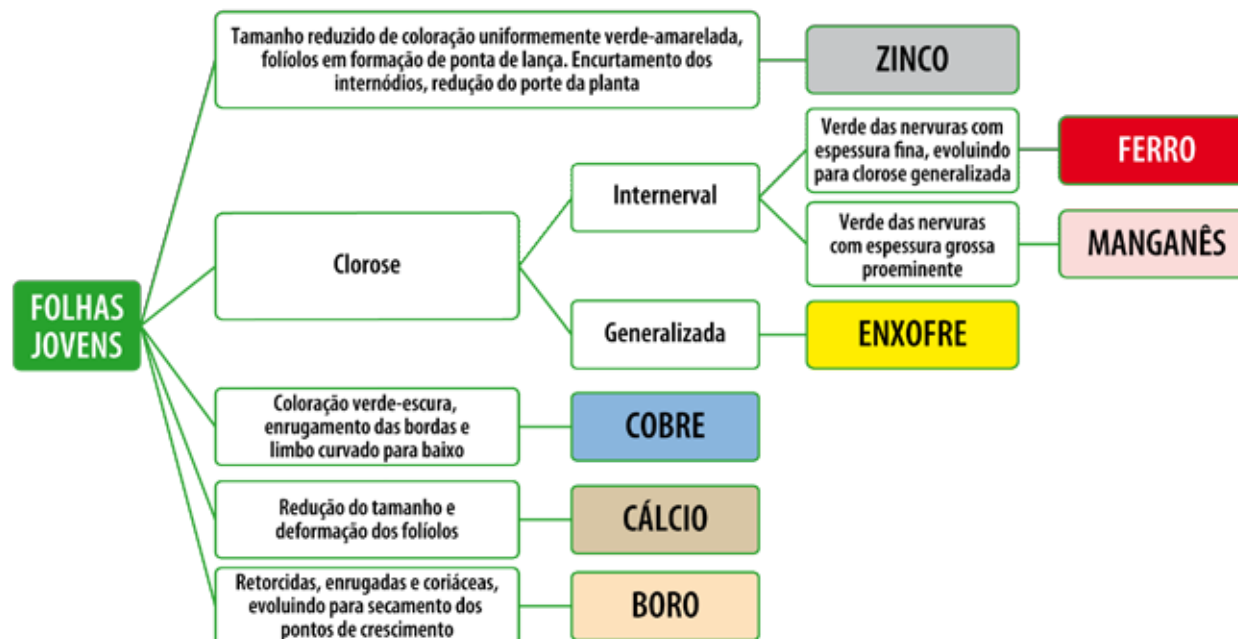 Tamanho reduzido de coloração uniformemente verde-amarelada,
folíolos em formação de ponta de lança. Encurtamento dos
internódios, redução do porte da planta
ZINCO
Verde das nervuras com
espessura fina, evoluindo
para clorose generalizada
FERRO
Internerval
Verde das nervuras
com espessura grossa
proeminente
MANGANÊS
Clorose
FOLHAS
JOVENS
Generalizada
ENXOFRE
Coloração verde-escura,
enrugamento das bordas e
limbo curvado para baixo
COBRE
Redução do tamanho e
deformação dos folíolos
CÁLCIO
Retorcidas, enrugadas e coriáceas,
evoluindo para secamento dos
pontos de crescimento
BORO